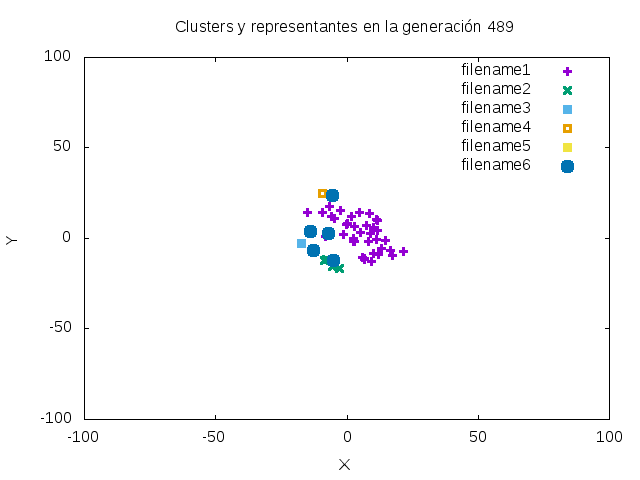 Clusters y representantes en la generación 489
100
50
0
-50
-100
-100
-50
0
50
100
Y
X
filename1
filename2
filename3
filename4
filename5
filename6